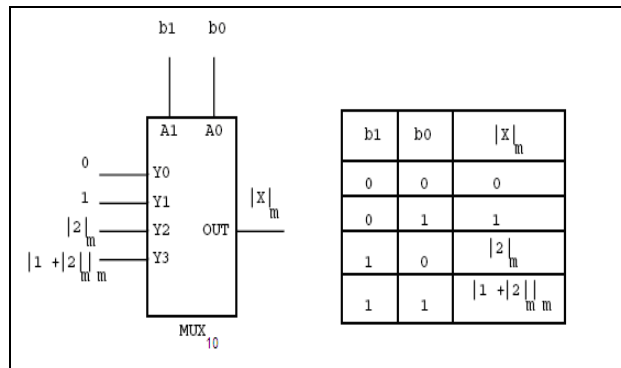 b1 b0
A1 A0
0 Y0
1 Y1
|2|m Y2
|1 +|2|m|m Y3
OUT |X|m
MUX10
b1 b0 |X|m
0 0 0
0 1 1
1 0 |2|m
1 1 |1 +|2|m|m